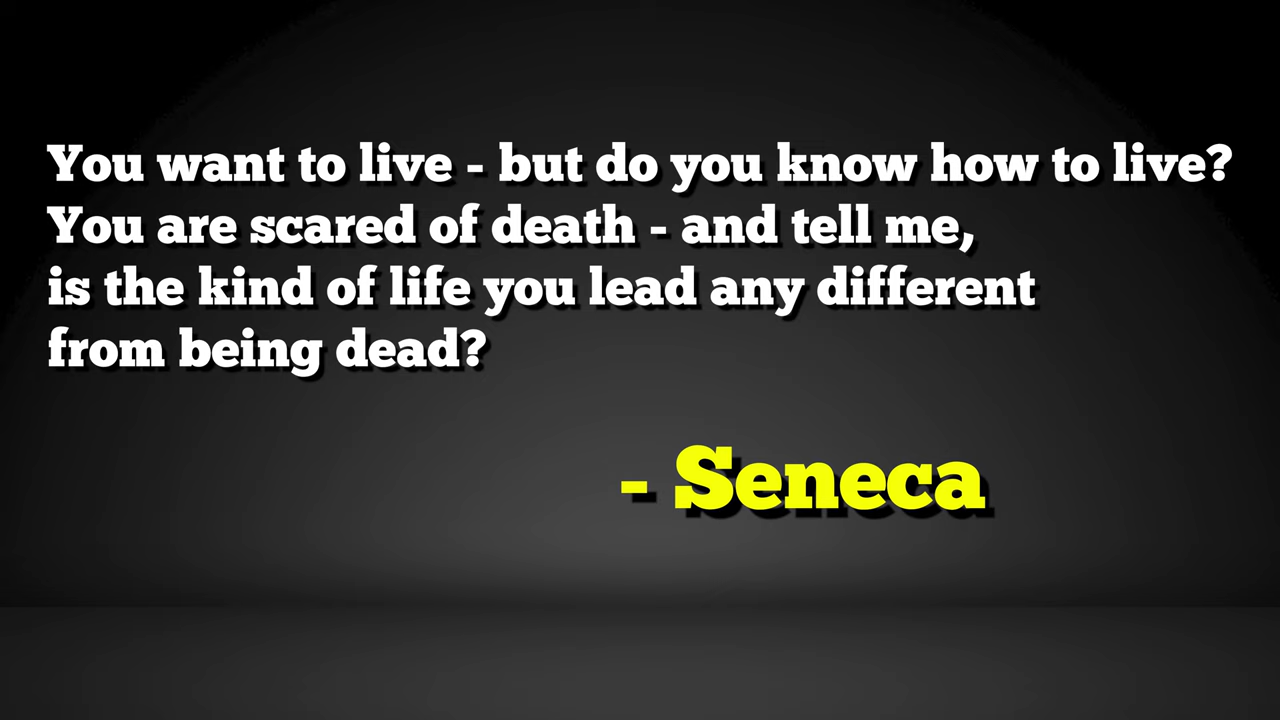 You want to live - but do you know how to live?
You are scared of death - and tell me,
is the kind of life you lead any different
from being dead?
- Seneca